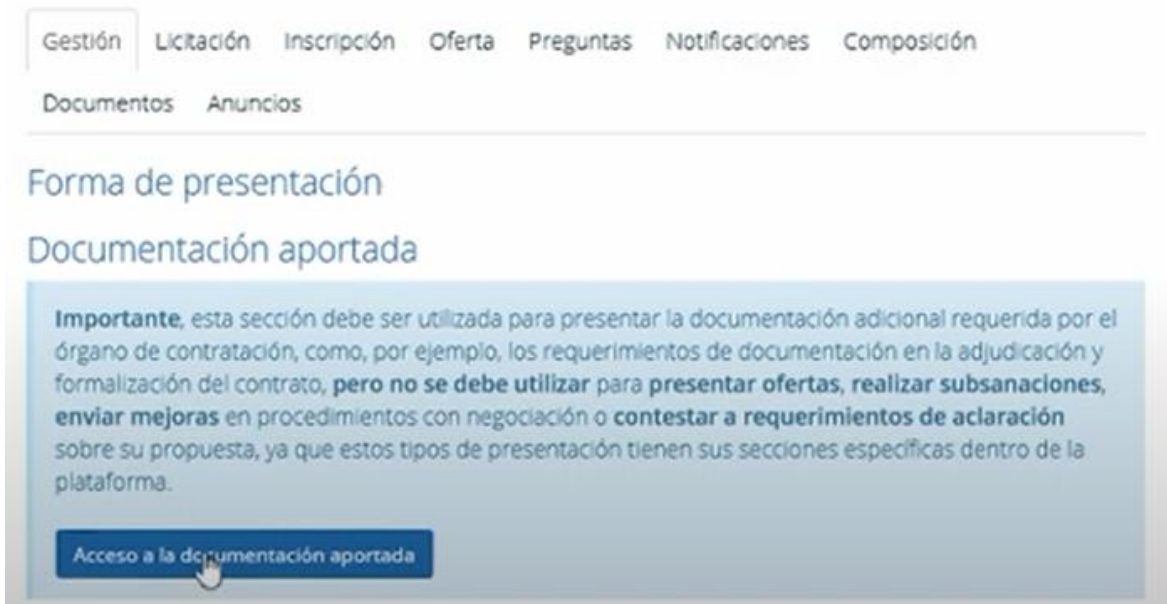 Gestión Licitación Inscripción Oferta Preguntas Notificaciones Composición
Documentos Anuncios
Forma de presentación
Documentación aportada
Importante, esta sección debe ser utilizada para presentar la documentación adicional requerida por el
órgano de contratación, como, por ejemplo, los requerimientos de documentación en la adjudicación y
formalización del contrato, pero no se debe utilizar para presentar ofertas, realizar subsanaciones,
enviar mejoras en procedimientos con negociación o contestar a requerimientos de aclaración
sobre su propuesta, ya que estos tipos de presentación tienen sus secciones específicas dentro de la
plataforma.
Acceso a la documentación aportada